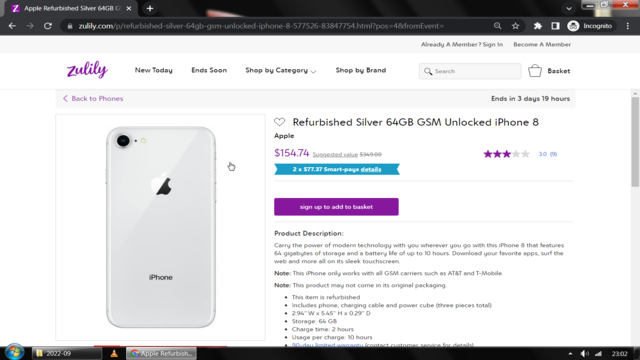 Apple Refurbished Silver 64GB G
zulily.com/p/refurbished-silver-64gb-gsm-unlocked-iphone-8-577526-83847754.html?pos=4&fromEvent=
Incognito
Already A Member? Sign In
Become A Member
zulily
New Today
Ends Soon
Shop by Category
Shop by Brand
Search
Basket
Back to Phones
Ends in 3 days 19 hours
Refurbished Silver 64GB GSM Unlocked iPhone 8
Apple
$154.74 Suggested value $349.00
3.0 (9)
2 x $77.37 Smart-pays details
sign up to add to basket
Product Description:
Carry the power of modern technology with you wherever you go with this iPhone 8 that features
64 gigabytes of storage and a battery life of up to 10 hours. Download your favorite apps, surf the
web and more all on its sleek touchscreen.
Note: This iPhone only works with all GSM carriers such as AT&T and T-Mobile.
Note: This product may not come in its original packaging.
This item is refurbished
Includes phone, charging cable and power cube (three pieces total)
2.94'' W x 5.45'' H x 0.29'' D
Storage: 64 GB
Charge time: 2 hours
Usage per charge: 10 hours
90-day limited warranty (contact customer service for details)
iPhone
2022-09
Apple Refurbish...
23:02